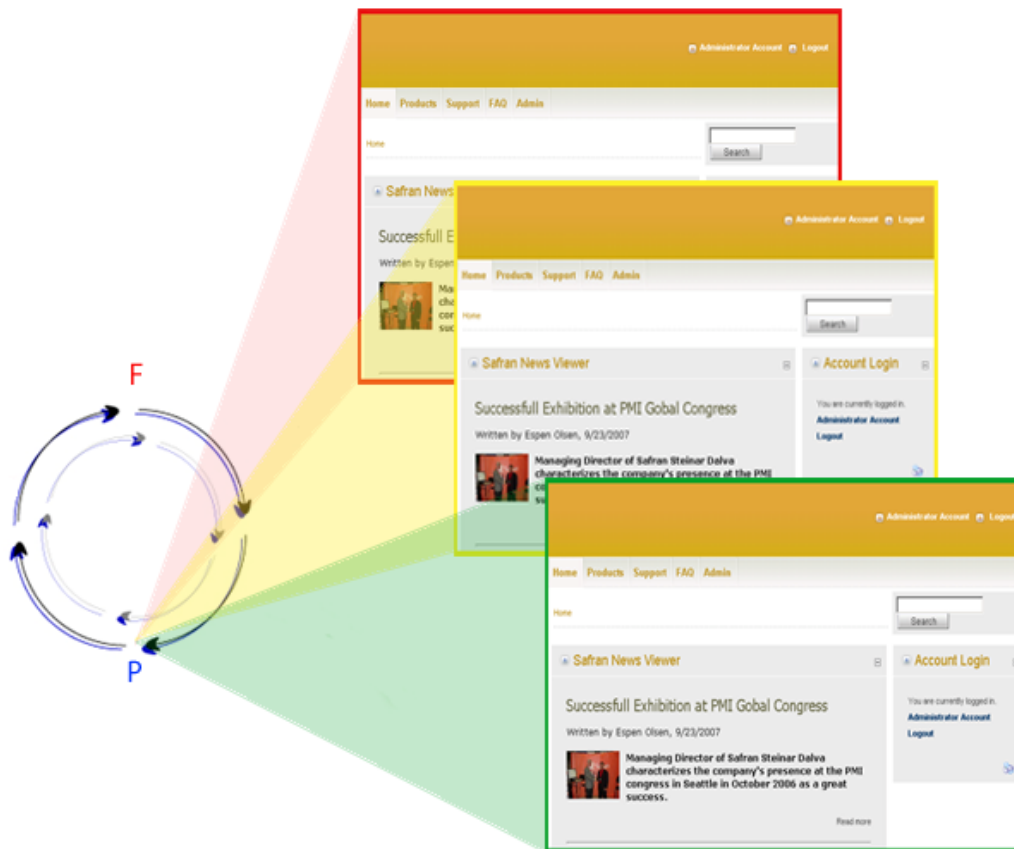 Administrator Account Logout
Home Products Support FAQ Admin
Home
Search
Safran News
Successfull E
Written by Espen
Ma
cha
con
suc
Administrator Account Logout
Home Products Support FAQ Admin
Home
Search
Safran News Viewer
Account Login
Successfull Exhibition at PMI Gobal Congress
Written by Espen Olsen, 9/23/2007
You are currently logged in.
Administrator Account
Logout
Managing Director of Safran Steinar Dalva
characterizes the company's presence at the PMI
F
P
Administrator Account Logout
Home Products Support FAQ Admin
Home
Search
Safran News Viewer
Account Login
Successfull Exhibition at PMI Gobal Congress
Written by Espen Olsen, 9/23/2007
You are currently logged in.
Administrator Account
Logout
Managing Director of Safran Steinar Dalva
characterizes the company's presence at the PMI
congress in Seattle in October 2006 as a great
success.
Read more